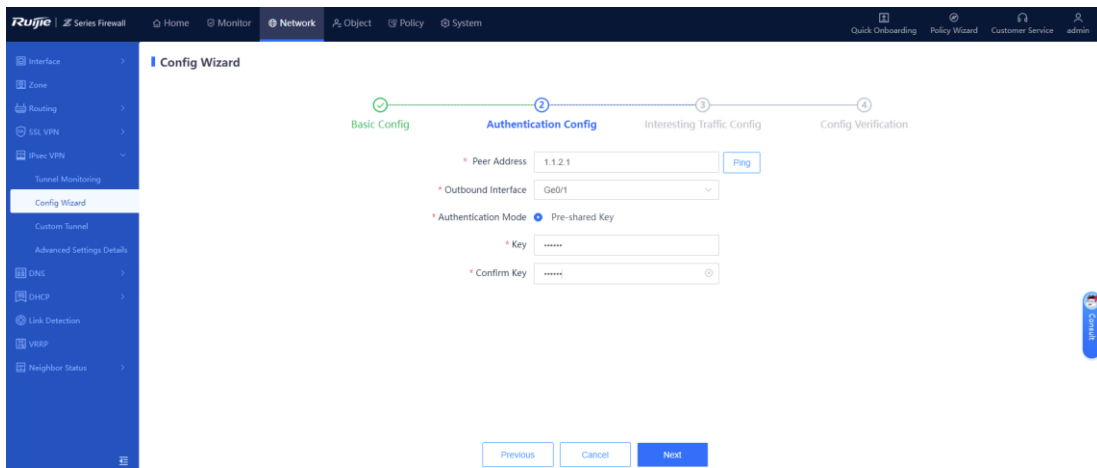 Ruijie | Z Series Firewall
Home
Monitor
Network
Object
Policy
System
Quick Onboarding
Policy Wizard
Customer Service
admin
Interface
Zone
Routing
SSL VPN
IPsec VPN
Tunnel Monitoring
Config Wizard
Custom Tunnel
Advanced Settings Details
DNS
DHCP
Link Detection
VRRP
Neighbor Status
Config Wizard
2
3
4
Basic Config
Authentication Config
Interesting Traffic Config
Config Verification
* Peer Address 1.1.2.1 Ping
* Outbound Interface Ge0/1
* Authentication Mode Pre-shared Key
* Key ••••••
* Confirm Key ••••••
Consult
Previous
Cancel
Next